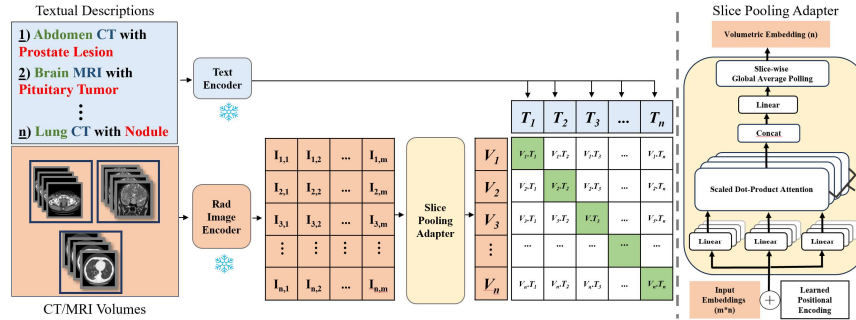 Textual Descriptions
1) Abdomen CT with
Prostate Lesion
2) Brain MRI with
Pituitary Tumor
⋮
n) Lung CT with Nodule
CT/MRI Volumes
Text
Encoder
Rad
Image
Encoder
I1,1 I1,2 ... I1,m
I2,1 I2,2 ... I2,m
I3,1 I3,2 ... I3,m
⋮ ⋮ ⋮ ⋮
In,1 In,2 ... In,m
Slice
Pooling
Adapter
T1 T2 T3 ... Tn
V1 V1.T1 V1.T2 V1.T3 ... V1.Tn
V2 V2.T1 V2.T2 V2.T3 ... V2.Tn
V3 V3.T1 V3.T2 V.T3 ... V3.Tn
⋮ ... ... ... ... ...
Vn Vn.T1 Vn.T2 Vn.T3 ... Vn.Tn
Slice Pooling Adapter
Volumetric Embedding (n)
Slice-wise
Global Average Polling
Linear
Concat
Scaled Dot-Product Attention
Linear Linear Linear
Input
Embeddings
(m*n)
Learned
Positional
Encoding